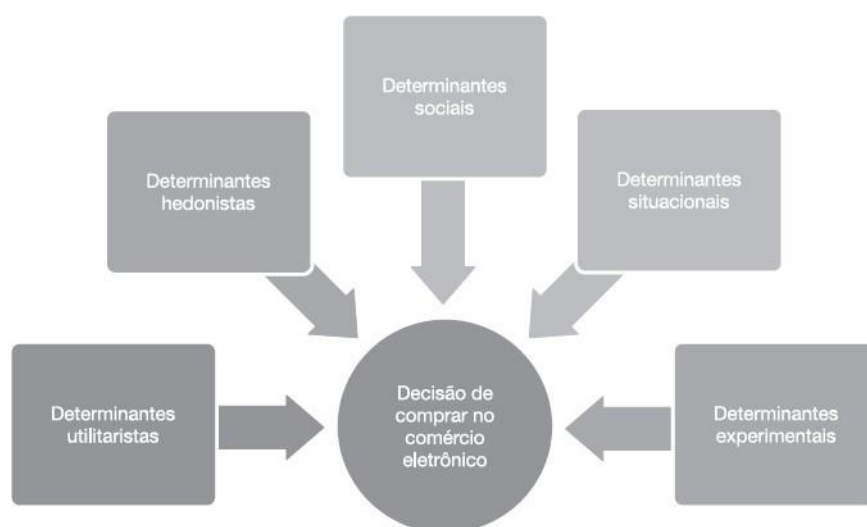 Determinantes
sociais
Determinantes
hedonistas
Determinantes
situacionais
Determinantes
utilitaristas
Decisão de
comprar no
comércio
eletrônico
Determinantes
experimentais